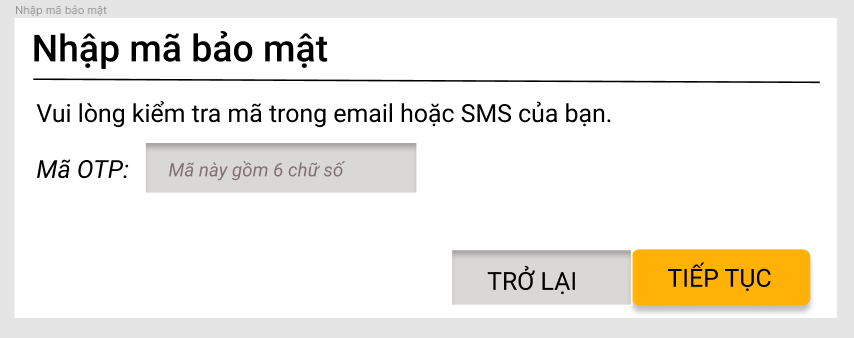 Nhập mã bảo mật
Nhập mã bảo mật
Vui lòng kiểm tra mã trong email hoặc SMS của bạn.
Mã OTP: Mã này gồm 6 chữ số
TRỞ LẠI TIẾP TỤC